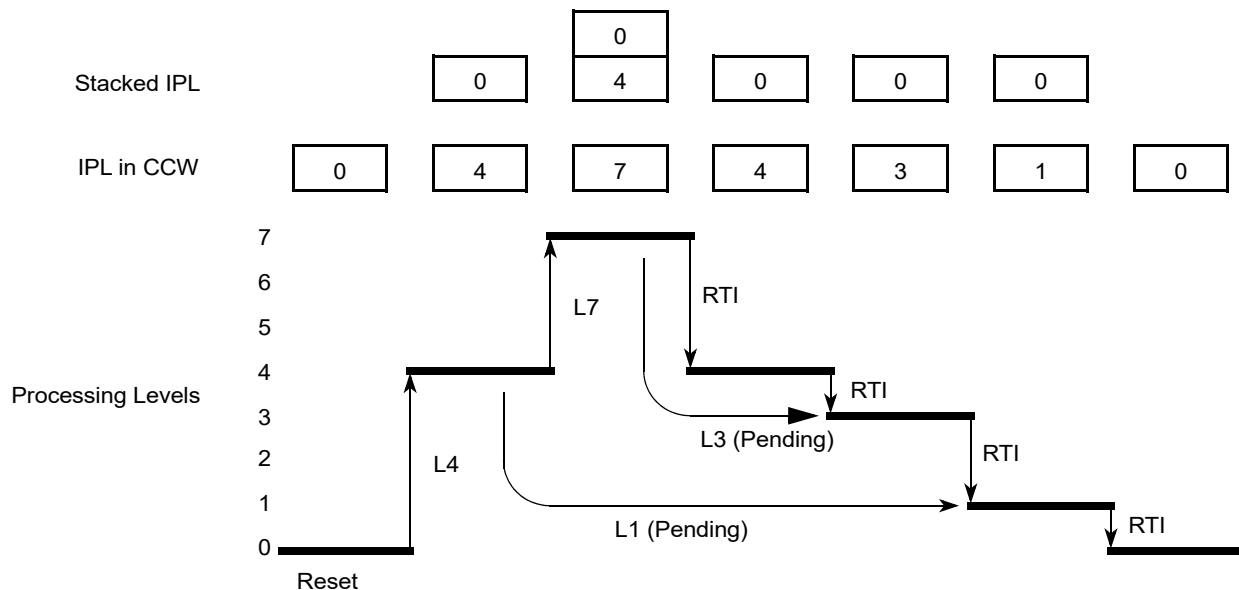 0
Stacked IPL 0 4 0 0 0
IPL in CCW 0 4 7 4 3 1 0
7
6
L7 RTI
5
4
Processing Levels RTI
3
L3 (Pending)
2 L4 RTI
1
L1 (Pending) RTI
0
Reset